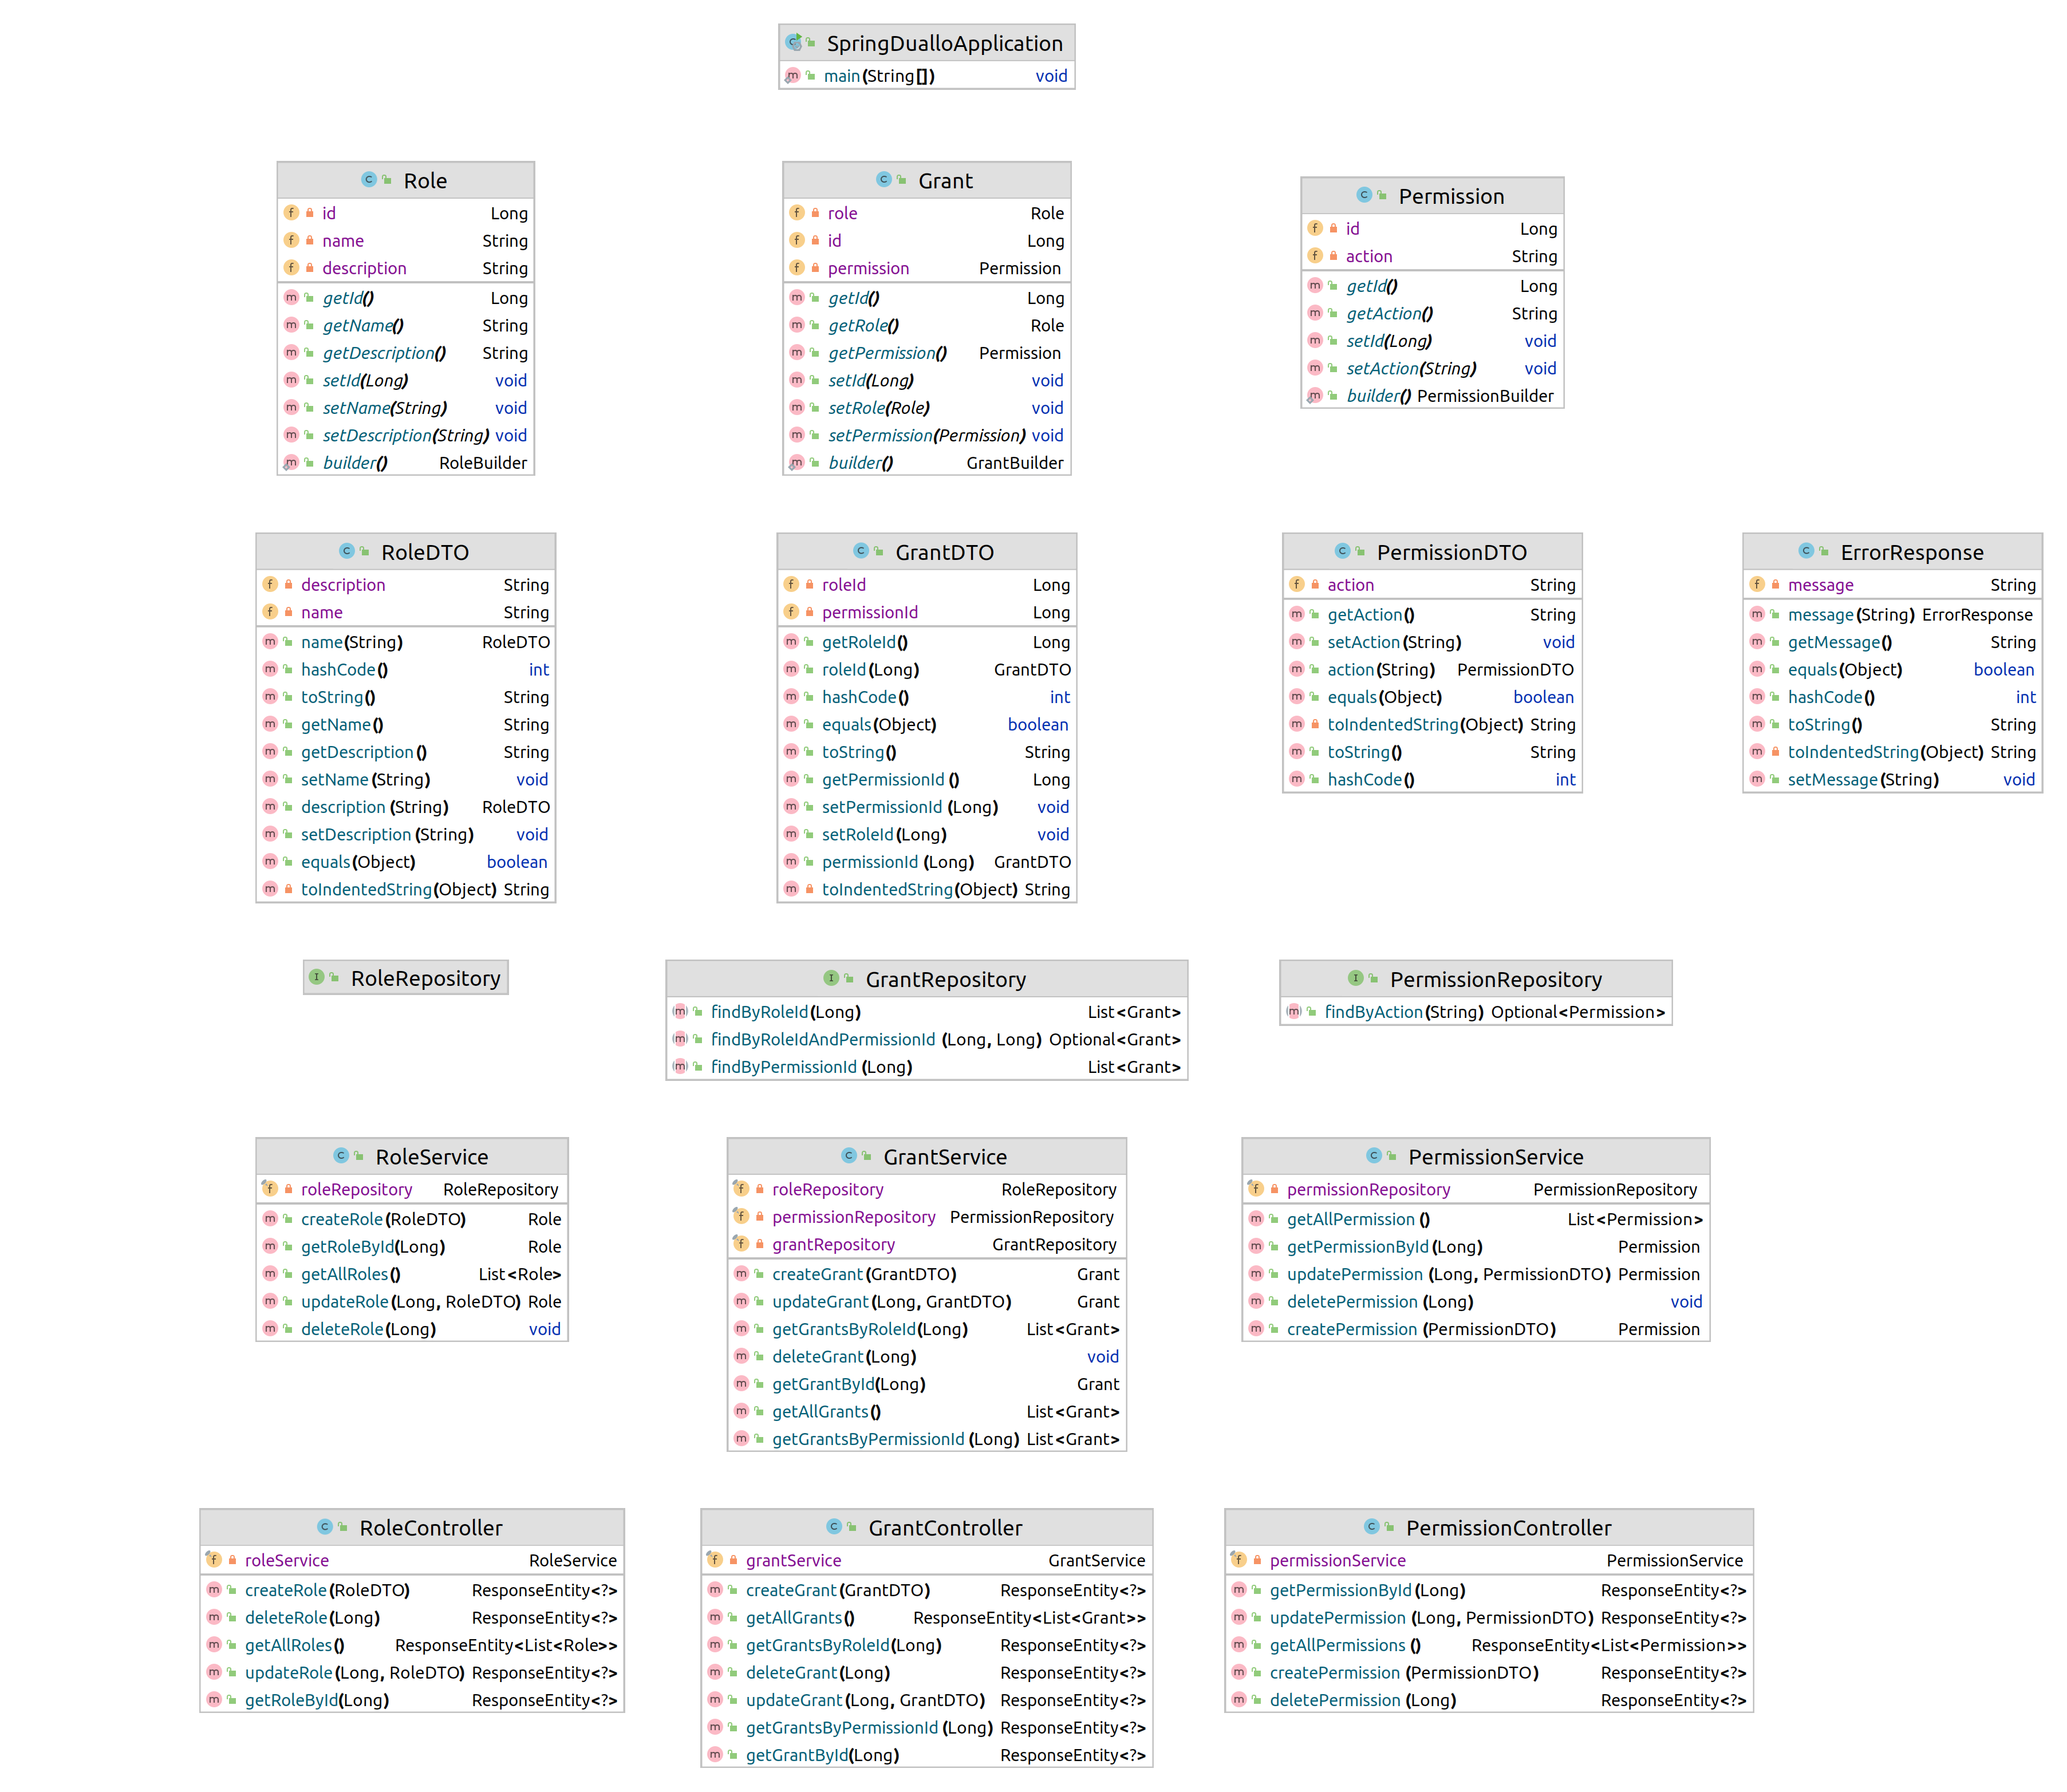 SpringDualloApplication
main(String[]) void
Role
id Long
name String
description String
getId() Long
getName() String
getDescription() String
setId(Long) void
setName(String) void
setDescription(String) void
builder() RoleBuilder
Grant
role Role
id Long
permission Permission
getId() Long
getRole() Role
getPermission() Permission
setId(Long) void
setRole(Role) void
setPermission(Permission) void
builder() GrantBuilder
Permission
id Long
action String
getId() Long
getAction() String
setId(Long) void
setAction(String) void
builder() PermissionBuilder
RoleDTO
description String
name String
name(String) RoleDTO
hashCode() int
toString() String
getName() String
getDescription() String
setName(String) void
description(String) RoleDTO
setDescription(String) void
equals(Object) boolean
toIndentedString(Object) String
GrantDTO
roleId Long
permissionId Long
getRoleId() Long
roleId(Long) GrantDTO
hashCode() int
equals(Object) boolean
toString() String
getPermissionId() Long
setPermissionId(Long) void
setRoleId(Long) void
permissionId(Long) GrantDTO
toIndentedString(Object) String
PermissionDTO
action String
getAction() String
setAction(String) void
action(String) PermissionDTO
equals(Object) boolean
toIndentedString(Object) String
toString() String
hashCode() int
ErrorResponse
message String
message(String) ErrorResponse
getMessage() String
equals(Object) boolean
hashCode() int
toString() String
toIndentedString(Object) String
setMessage(String) void
RoleRepository
GrantRepository
findByRoleId(Long) List<Grant>
findByRoleIdAndPermissionId(Long, Long) Optional<Grant>
findByPermissionId(Long) List<Grant>
PermissionRepository
findByAction(String) Optional<Permission>
RoleService
roleRepository RoleRepository
createRole(RoleDTO) Role
getRoleById(Long) Role
getAllRoles() List<Role>
updateRole(Long, RoleDTO) Role
deleteRole(Long) void
GrantService
roleRepository RoleRepository
permissionRepository PermissionRepository
grantRepository GrantRepository
createGrant(GrantDTO) Grant
updateGrant(Long, GrantDTO) Grant
getGrantsByRoleId(Long) List<Grant>
deleteGrant(Long) void
getGrantById(Long) Grant
getAllGrants() List<Grant>
getGrantsByPermissionId(Long) List<Grant>
PermissionService
permissionRepository PermissionRepository
getAllPermission() List<Permission>
getPermissionById(Long) Permission
updatePermission(Long, PermissionDTO) Permission
deletePermission(Long) void
createPermission(PermissionDTO) Permission
RoleController
roleService RoleService
createRole(RoleDTO) ResponseEntity<?>
deleteRole(Long) ResponseEntity<?>
getAllRoles() ResponseEntity<List<Role>>
updateRole(Long, RoleDTO) ResponseEntity<?>
getRoleById(Long) ResponseEntity<?>
GrantController
grantService GrantService
createGrant(GrantDTO) ResponseEntity<?>
getAllGrants() ResponseEntity<List<Grant>>
getGrantsByRoleId(Long) ResponseEntity<?>
deleteGrant(Long) ResponseEntity<?>
updateGrant(Long, GrantDTO) ResponseEntity<?>
getGrantsByPermissionId(Long) ResponseEntity<?>
getGrantById(Long) ResponseEntity<?>
PermissionController
permissionService PermissionService
getPermissionById(Long) ResponseEntity<?>
updatePermission(Long, PermissionDTO) ResponseEntity<?>
getAllPermissions() ResponseEntity<List<Permission>>
createPermission(PermissionDTO) ResponseEntity<?>
deletePermission(Long) ResponseEntity<?>